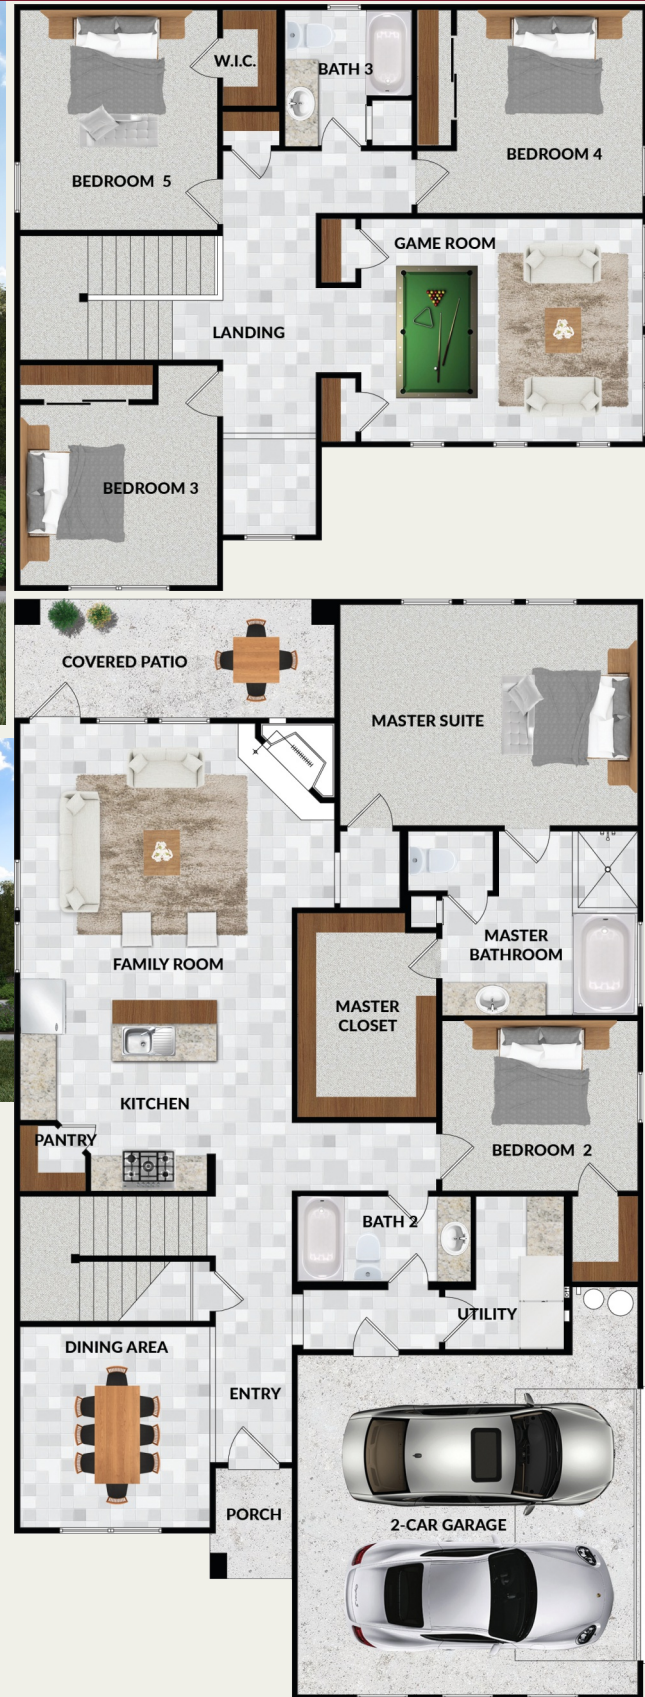 W.I.C.
BATH 3
BEDROOM 4
BEDROOM 5
GAME ROOM
LANDING
BEDROOM 3
COVERED PATIO
MASTER SUITE
MASTER
BATHROOM
FAMILY ROOM
MASTER
CLOSET
KITCHEN
PANTRY
BEDROOM 2
BATH 2
UTILITY
DINING AREA
ENTRY
PORCH
2-CAR GARAGE